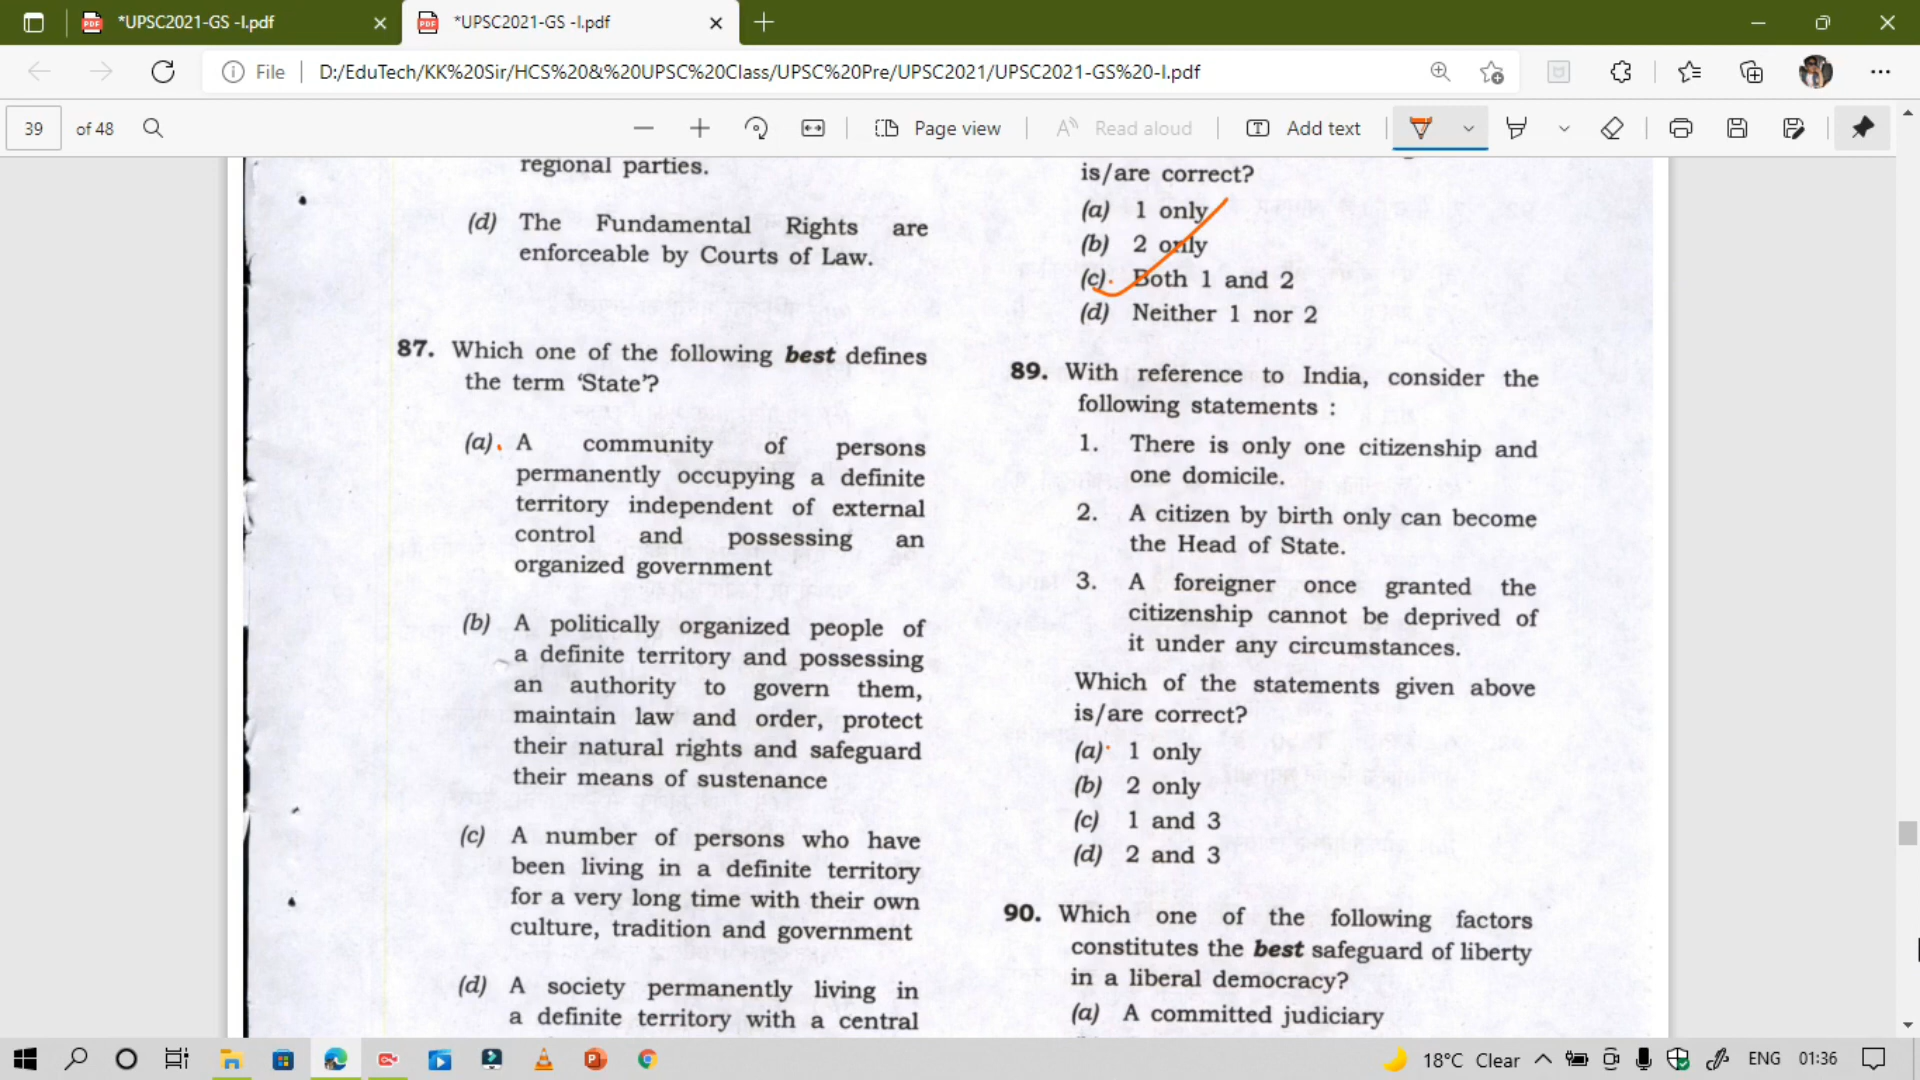 *UPSC2021-GS -I.pdf
*UPSC2021-GS -I.pdf
File
D:/EduTech/KK%20Sir/HCS%20&%20UPSC%20Class/UPSC%20Pre/UPSC2021/UPSC2021-GS%20-I.pdf
39 of 48
Page view
Read aloud
Add text
regional parties.
(d) The Fundamental Rights are
enforceable by Courts of Law.
87. Which one of the following best defines
the term ‘State’?
(a) A community of persons
permanently occupying a definite
territory independent of external
control and possessing an
organized government
(b) A politically organized people of
a definite territory and possessing
an authority to govern them,
maintain law and order, protect
their natural rights and safeguard
their means of sustenance
(c) A number of persons who have
been living in a definite territory
for a very long time with their own
culture, tradition and government
(d) A society permanently living in
a definite territory with a central
is/are correct?
(a) 1 only
(b) 2 only
(c) Both 1 and 2
(d) Neither 1 nor 2
89. With reference to India, consider the
following statements :
1. There is only one citizenship and
one domicile.
2. A citizen by birth only can become
the Head of State.
3. A foreigner once granted the
citizenship cannot be deprived of
it under any circumstances.
Which of the statements given above
is/are correct?
(a) 1 only
(b) 2 only
(c) 1 and 3
(d) 2 and 3
90. Which one of the following factors
constitutes the best safeguard of liberty
in a liberal democracy?
(a) A committed judiciary
18°C Clear
ENG
01:36